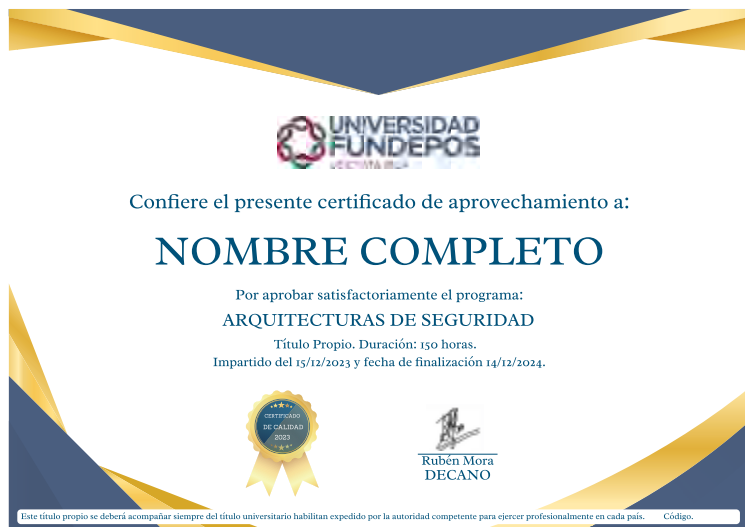 UNIVERSIDAD
FUNDEPOS
Confiere el presente certificado de aprovechamiento a:
NOMBRE COMPLETO
Por aprobar satisfactoriamente el programa:
ARQUITECTURAS DE SEGURIDAD
Título Propio. Duración: 150 horas.
Impartido del 15/12/2023 y fecha de finalización 14/12/2024.
CERTIFICADO
DE CALIDAD
2023
Rubén Mora
DECANO
Este título propio se deberá acompañar siempre del título universitario habilitan expedido por la autoridad competente para ejercer profesionalmente en cada país. Código.